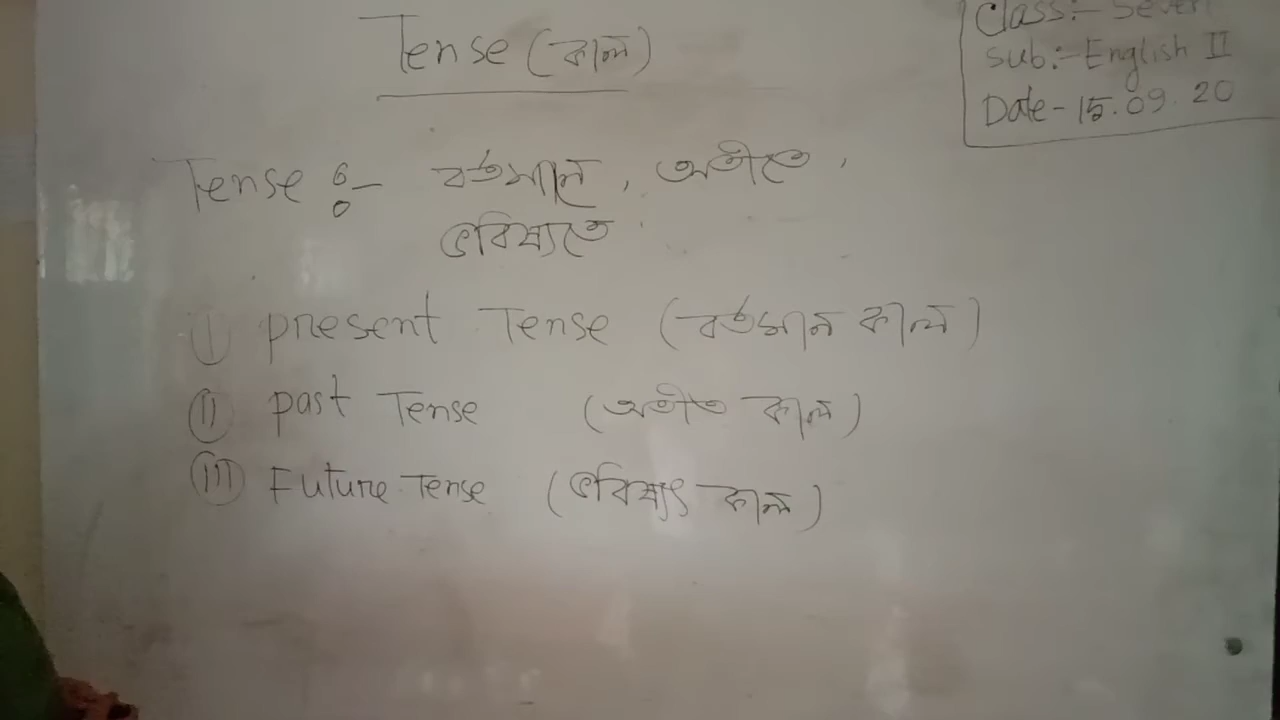 Tense (কাল)
Class:- Seven
Sub:- English II
Date - 15.09.20
Tense ঃ- বর্তমানে, অতীতে,
ভবিষ্যতে
(I) present Tense (বর্তমান কাল)
(II) past Tense (অতীত কাল)
(III) Future Tense (ভবিষ্যৎ কাল)